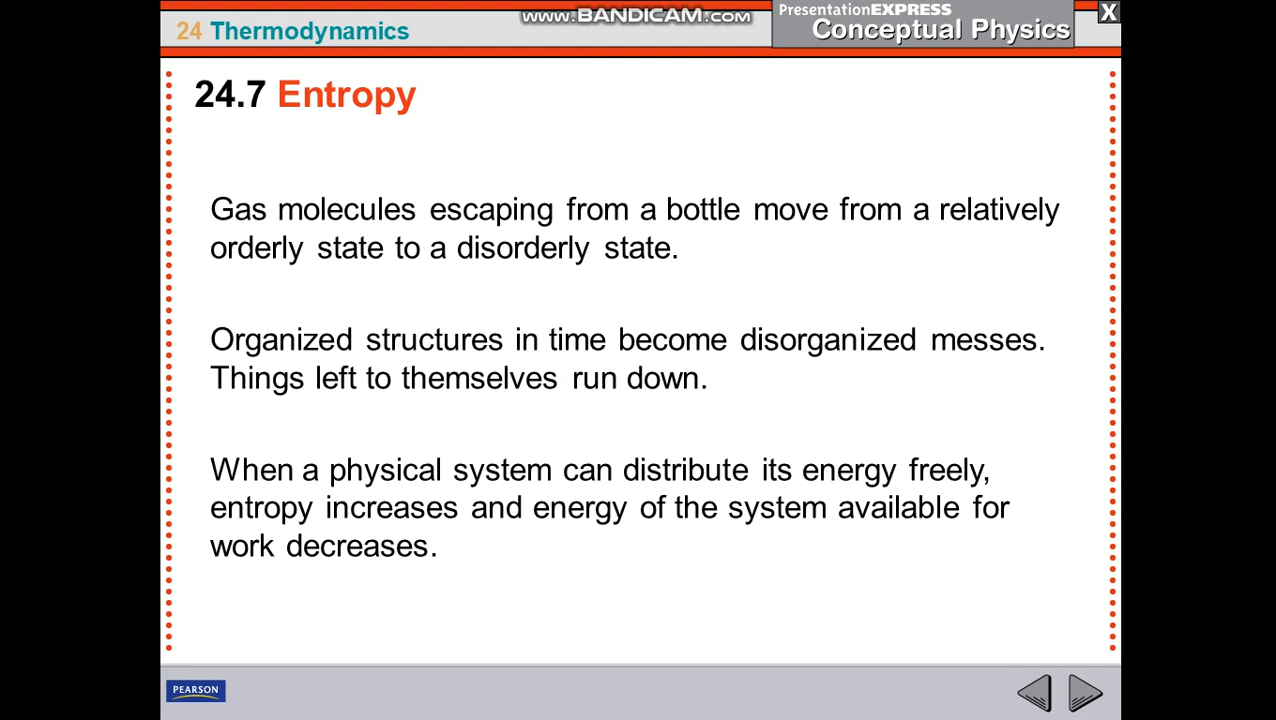 www.BANDICAM.com
PresentationEXPRESS
X
24 Thermodynamics
Conceptual Physics
24.7 Entropy
Gas molecules escaping from a bottle move from a relatively
orderly state to a disorderly state.
Organized structures in time become disorganized messes.
Things left to themselves run down.
When a physical system can distribute its energy freely,
entropy increases and energy of the system available for
work decreases.
PEARSON